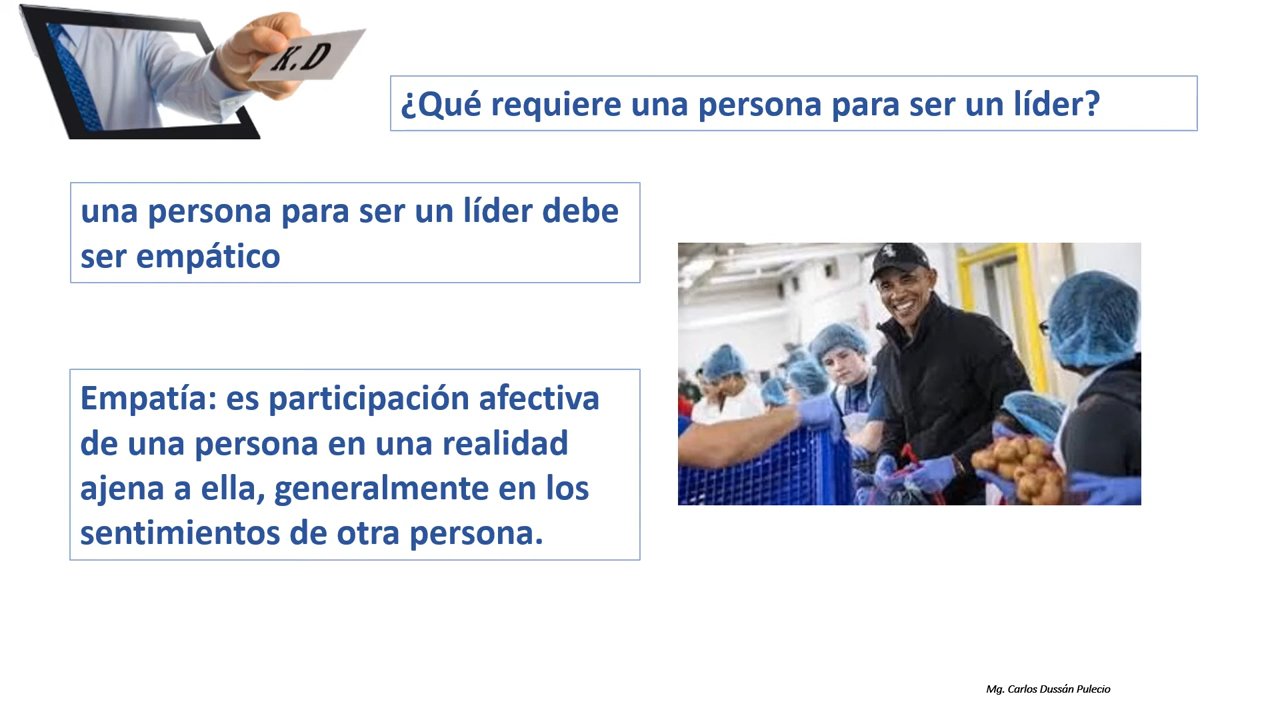 K.D
¿Qué requiere una persona para ser un líder?
una persona para ser un líder debe
ser empático
Empatía: es participación afectiva
de una persona en una realidad
ajena a ella, generalmente en los
sentimientos de otra persona.
Mg. Carlos Dussán Pulecio